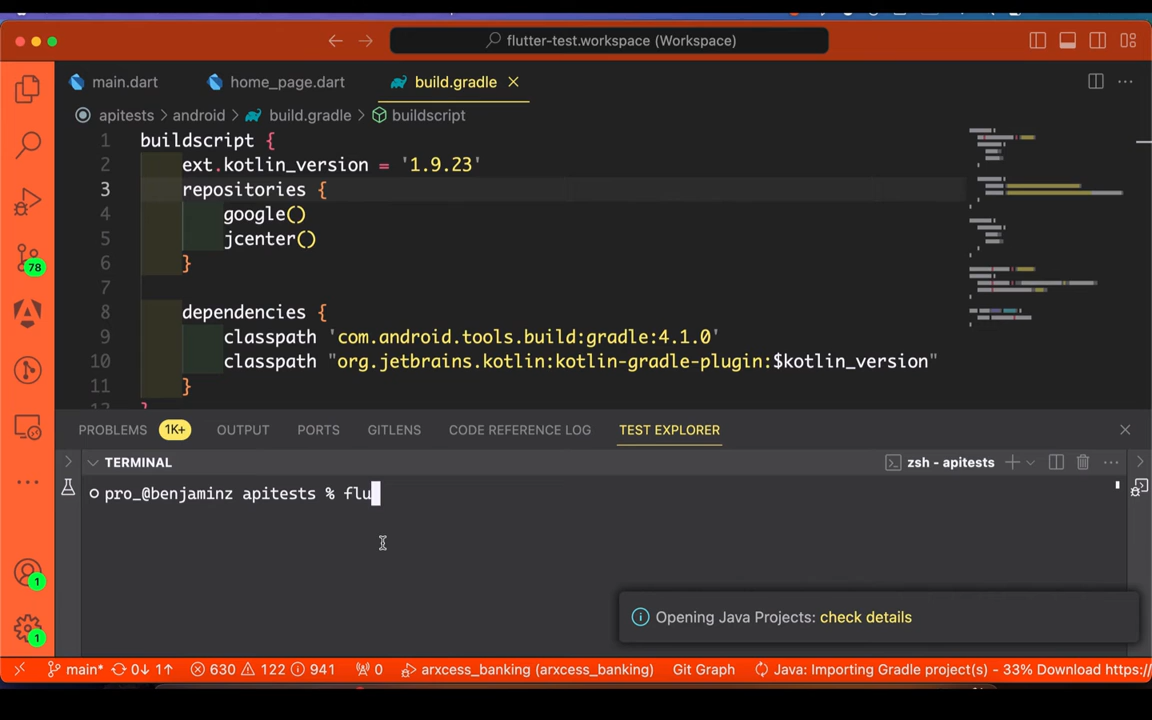 flutter-test.workspace (Workspace)
main.dart
home_page.dart
build.gradle
apitests > android > build.gradle > buildscript
1 buildscript {
2 ext.kotlin_version = '1.9.23'
3 repositories {
4 google()
5 jcenter()
6 }
7
8 dependencies {
9 classpath 'com.android.tools.build:gradle:4.1.0'
10 classpath "org.jetbrains.kotlin:kotlin-gradle-plugin:$kotlin_version"
11 }
78
PROBLEMS 1K+ OUTPUT PORTS GITLENS CODE REFERENCE LOG TEST EXPLORER
TERMINAL
zsh - apitests
pro_@benjaminz apitests % flu
1
1
Opening Java Projects: check details
main* 0↓ 1↑ 630 122 941 0 arxcess_banking (arxcess_banking) Git Graph Java: Importing Gradle project(s) - 33% Download https:/